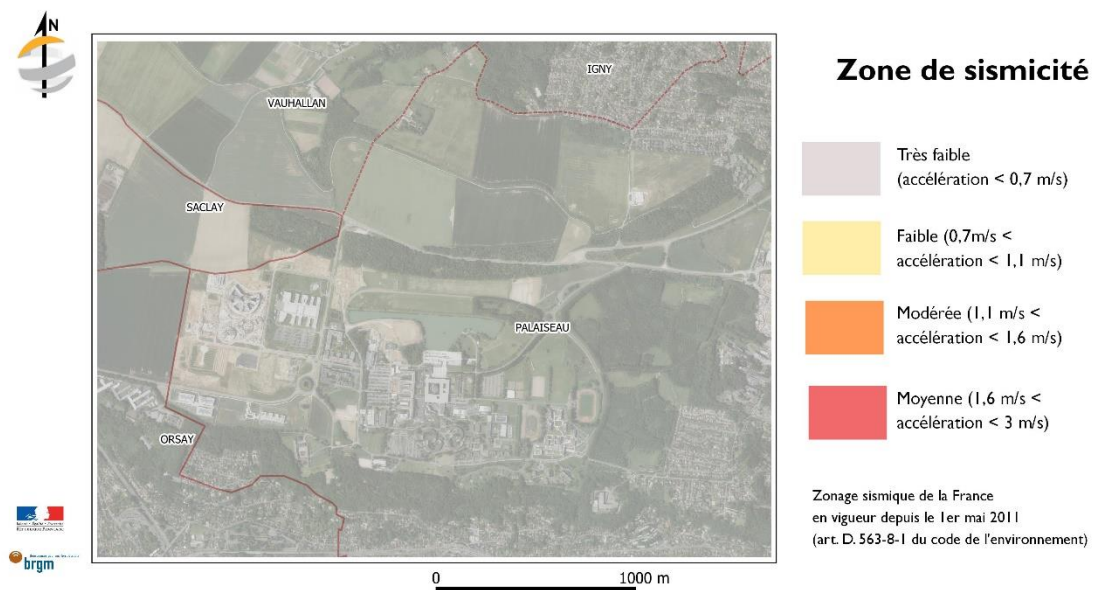 N
IGNY
VAUHALLAN
SACLAY
PALAISEAU
ORSAY
Zone de sismicité
Très faible
(accélération < 0,7 m/s)
Faible (0,7m/s <
accélération < 1,1 m/s)
Modérée (1,1 m/s <
accélération < 1,6 m/s)
Moyenne (1,6 m/s <
accélération < 3 m/s)
Zonage sismique de la France
en vigueur depuis le 1er mai 2011
(art. D. 563-8-1 du code de l'environnement)
brgm
0 1000 m